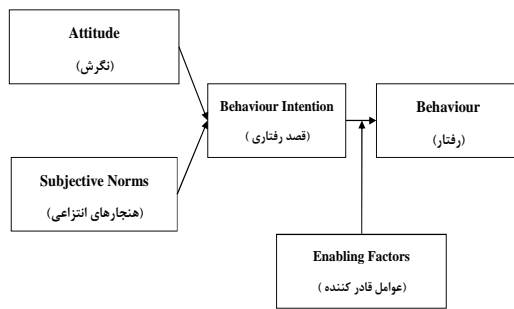 Attitude
(نگرش)
Behaviour Intention
(قصد رفتاری )
Behaviour
(رفتار)
Subjective Norms
(هنجارهای انتزاعی)
Enabling Factors
(عوامل قادر کننده )